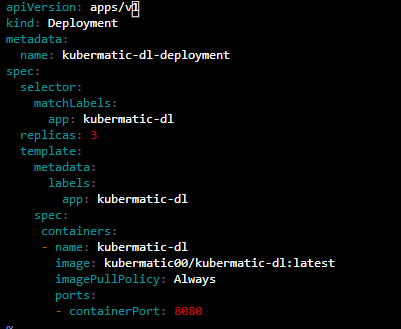 apiVersion: apps/v1
kind: Deployment
metadata:
  name: kubermatic-dl-deployment
spec:
  selector:
    matchLabels:
      app: kubermatic-dl
  replicas: 3
  template:
    metadata:
      labels:
        app: kubermatic-dl
    spec:
     containers:
     - name: kubermatic-dl
       image: kubermatic00/kubermatic-dl:latest
       imagePullPolicy: Always
       ports:
       - containerPort: 8080
~